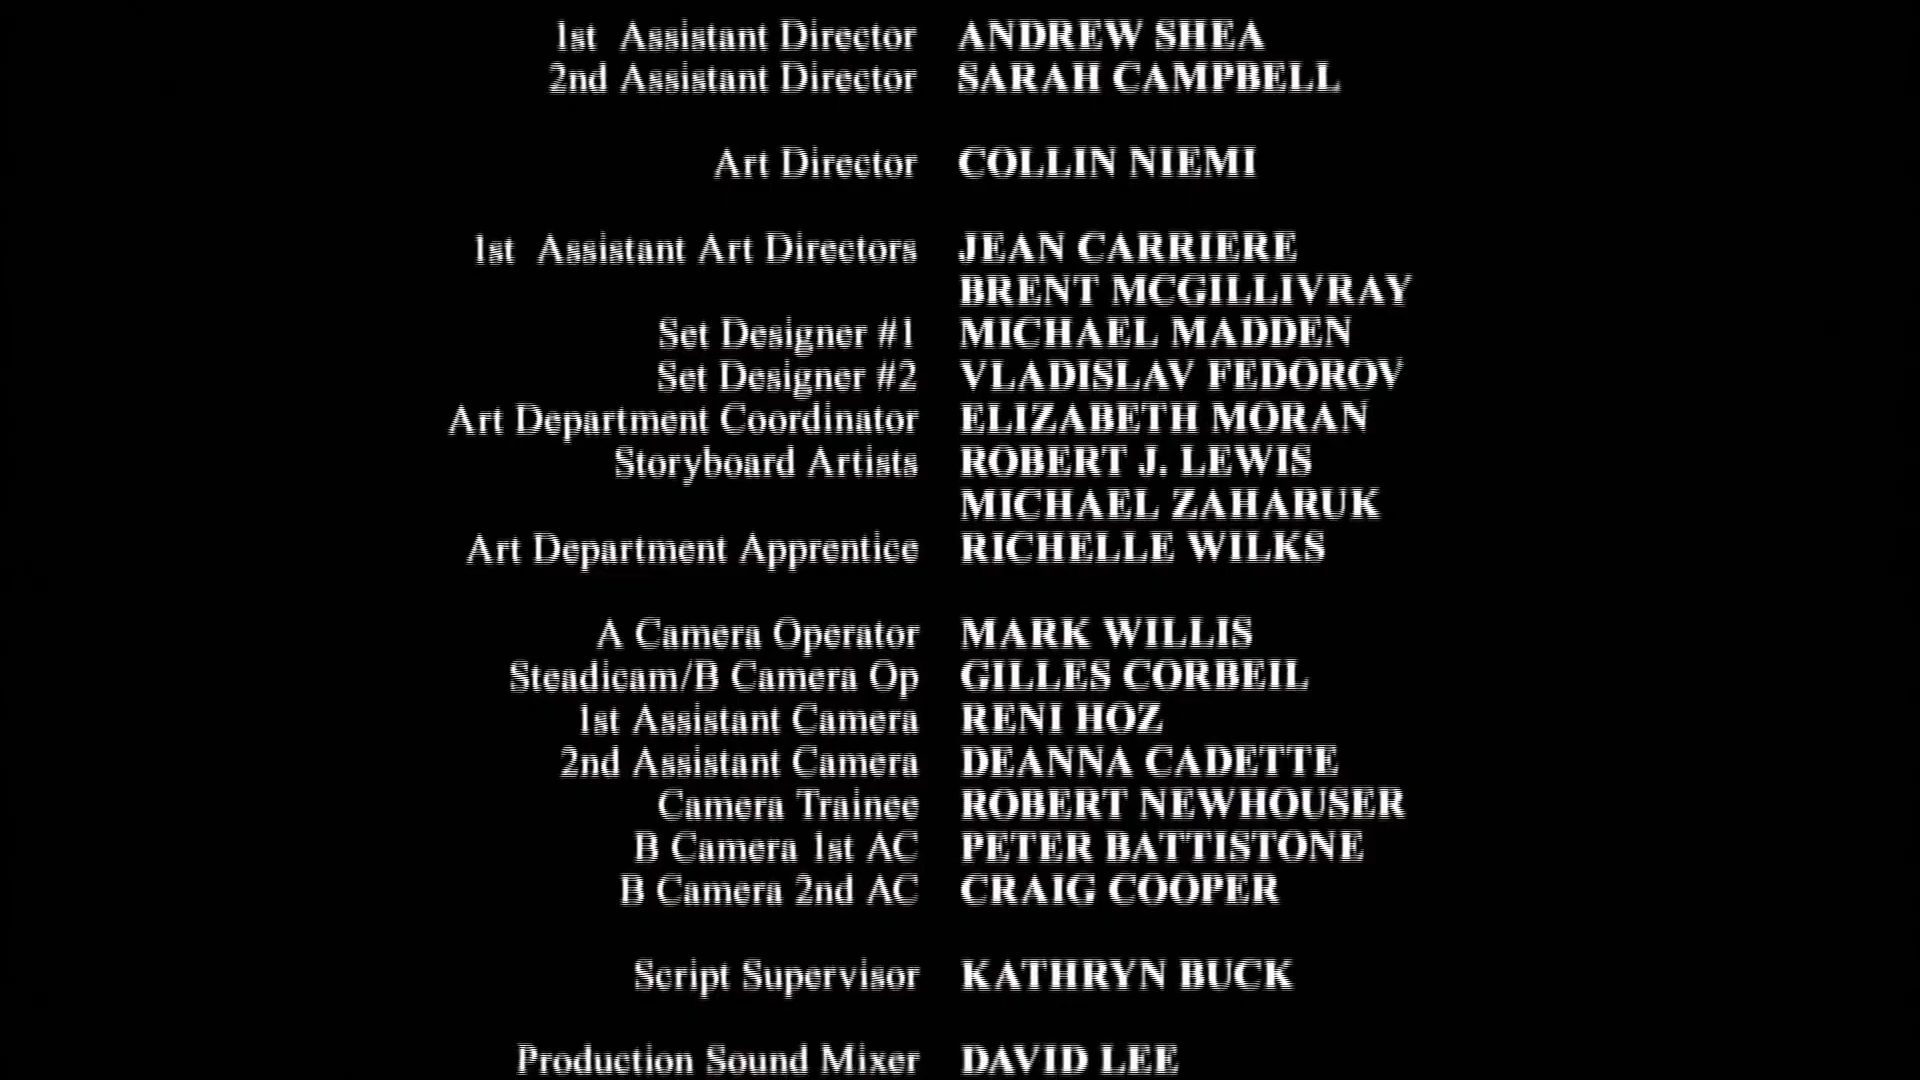 1st Assistant Director ANDREW SHEA
2nd Assistant Director SARAH CAMPBELL
Art Director COLLIN NIEMI
1st Assistant Art Directors JEAN CARRIERE
BRENT MCGILLIVRAY
Set Designer #1 MICHAEL MADDEN
Set Designer #2 VLADISLAV FEDOROV
Art Department Coordinator ELIZABETH MORAN
Storyboard Artists ROBERT J. LEWIS
MICHAEL ZAHARUK
Art Department Apprentice RICHELLE WILKS
A Camera Operator MARK WILLIS
Steadicam/B Camera Op GILLES CORBEIL
1st Assistant Camera RENI HOZ
2nd Assistant Camera DEANNA CADETTE
Camera Trainee ROBERT NEWHOUSER
B Camera 1st AC PETER BATTISTONE
B Camera 2nd AC CRAIG COOPER
Script Supervisor KATHRYN BUCK
Production Sound Mixer DAVID LEE